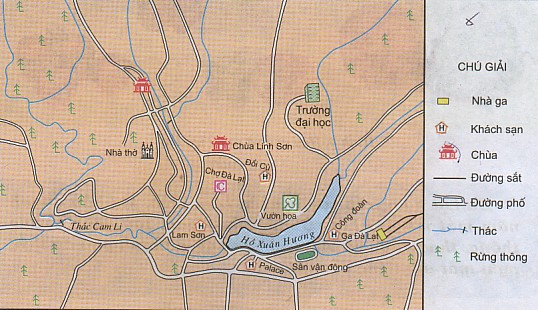 Trường
đại học
Nhà thờ
Chùa Linh Sơn
Chợ Đà Lạt
C
Đồi Cù
H
Vườn hoa
Thác Cam Li
Lam Sơn
H
Hồ Xuân Hương
Công đoàn
H
Ga Đà Lạt
H
Palace
Sân vận động
CHÚ GIẢI
Nhà ga
H
Khách sạn
Chùa
Đường sắt
Đường phố
Thác
Rừng thông